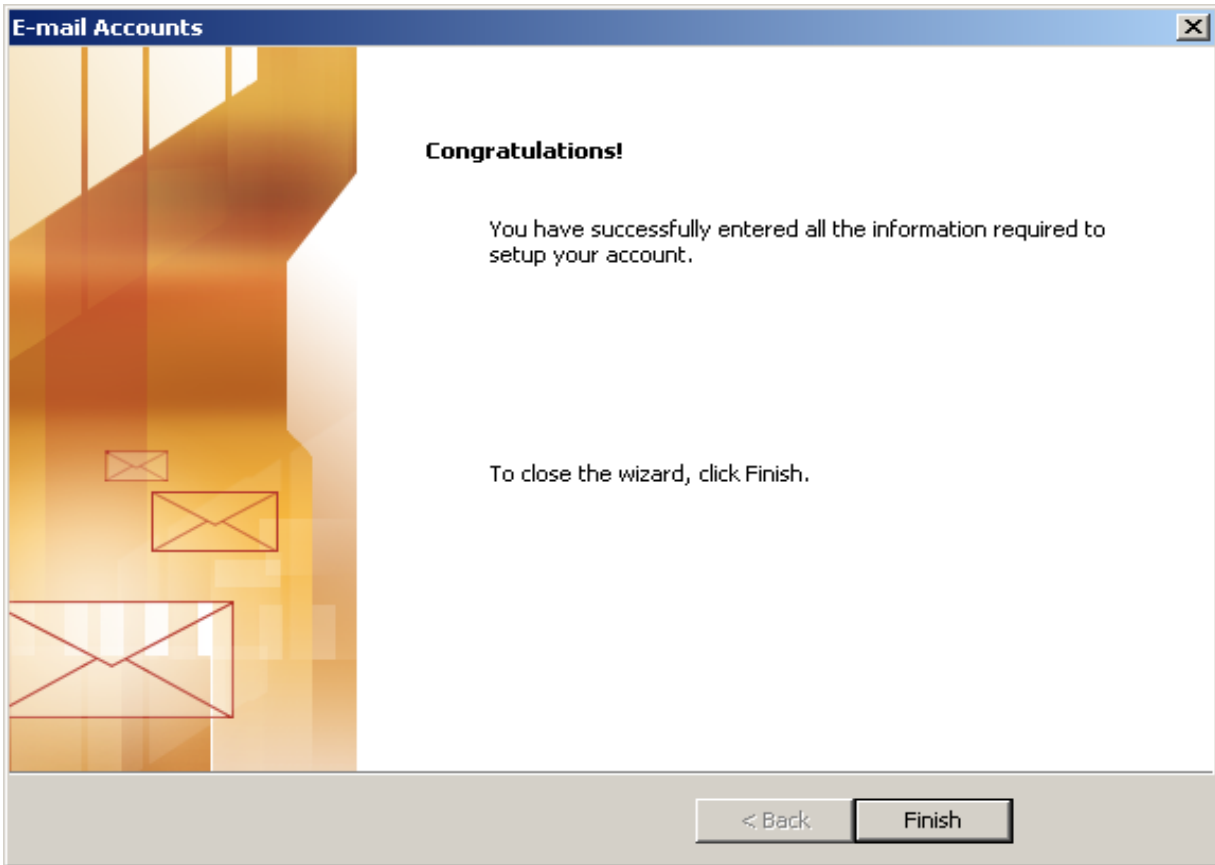 E-mail Accounts
Congratulations!
You have successfully entered all the information required to
setup your account.
To close the wizard, click Finish.
< Back
Finish